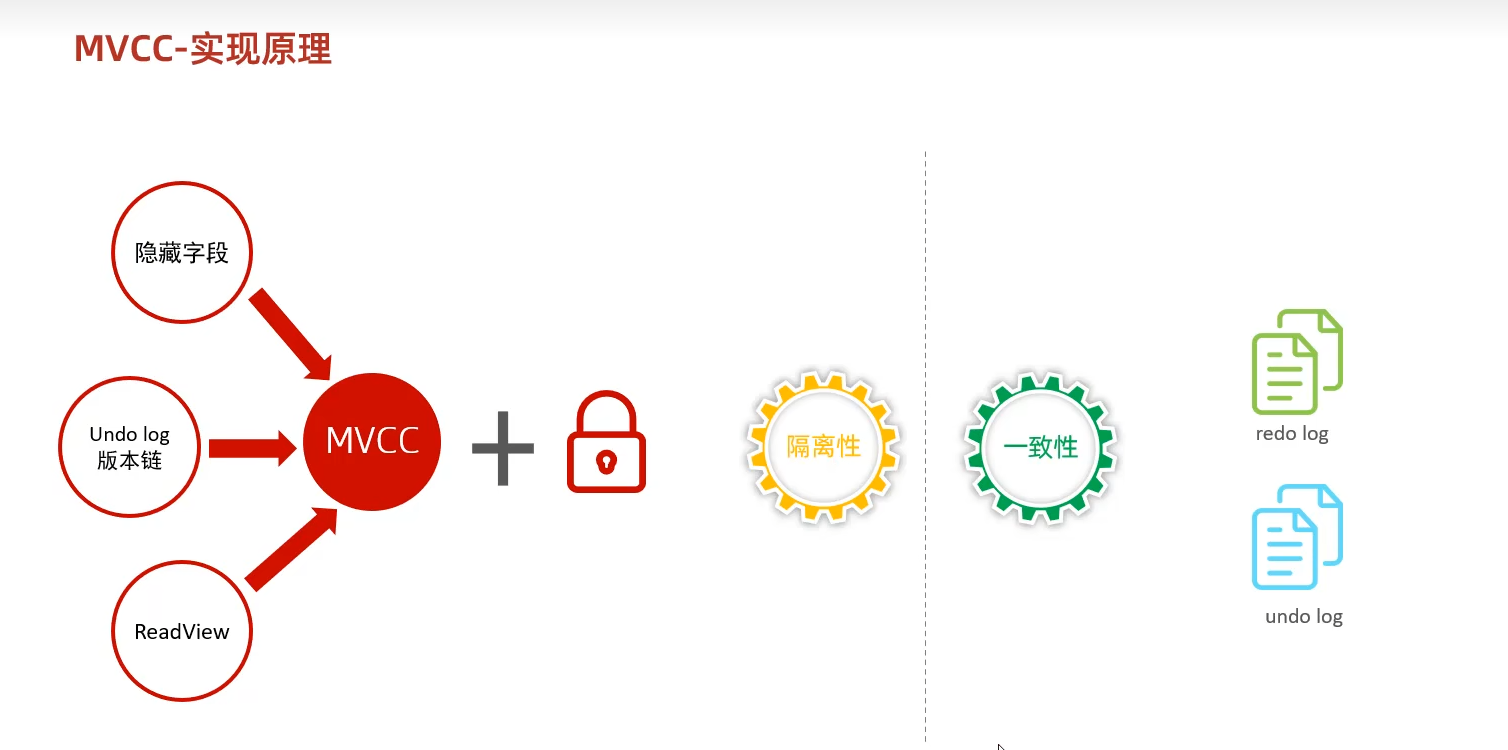 MVCC-实现原理
隐藏字段
Undo log
版本链
ReadView
MVCC
隔离性
一致性
redo log
undo log